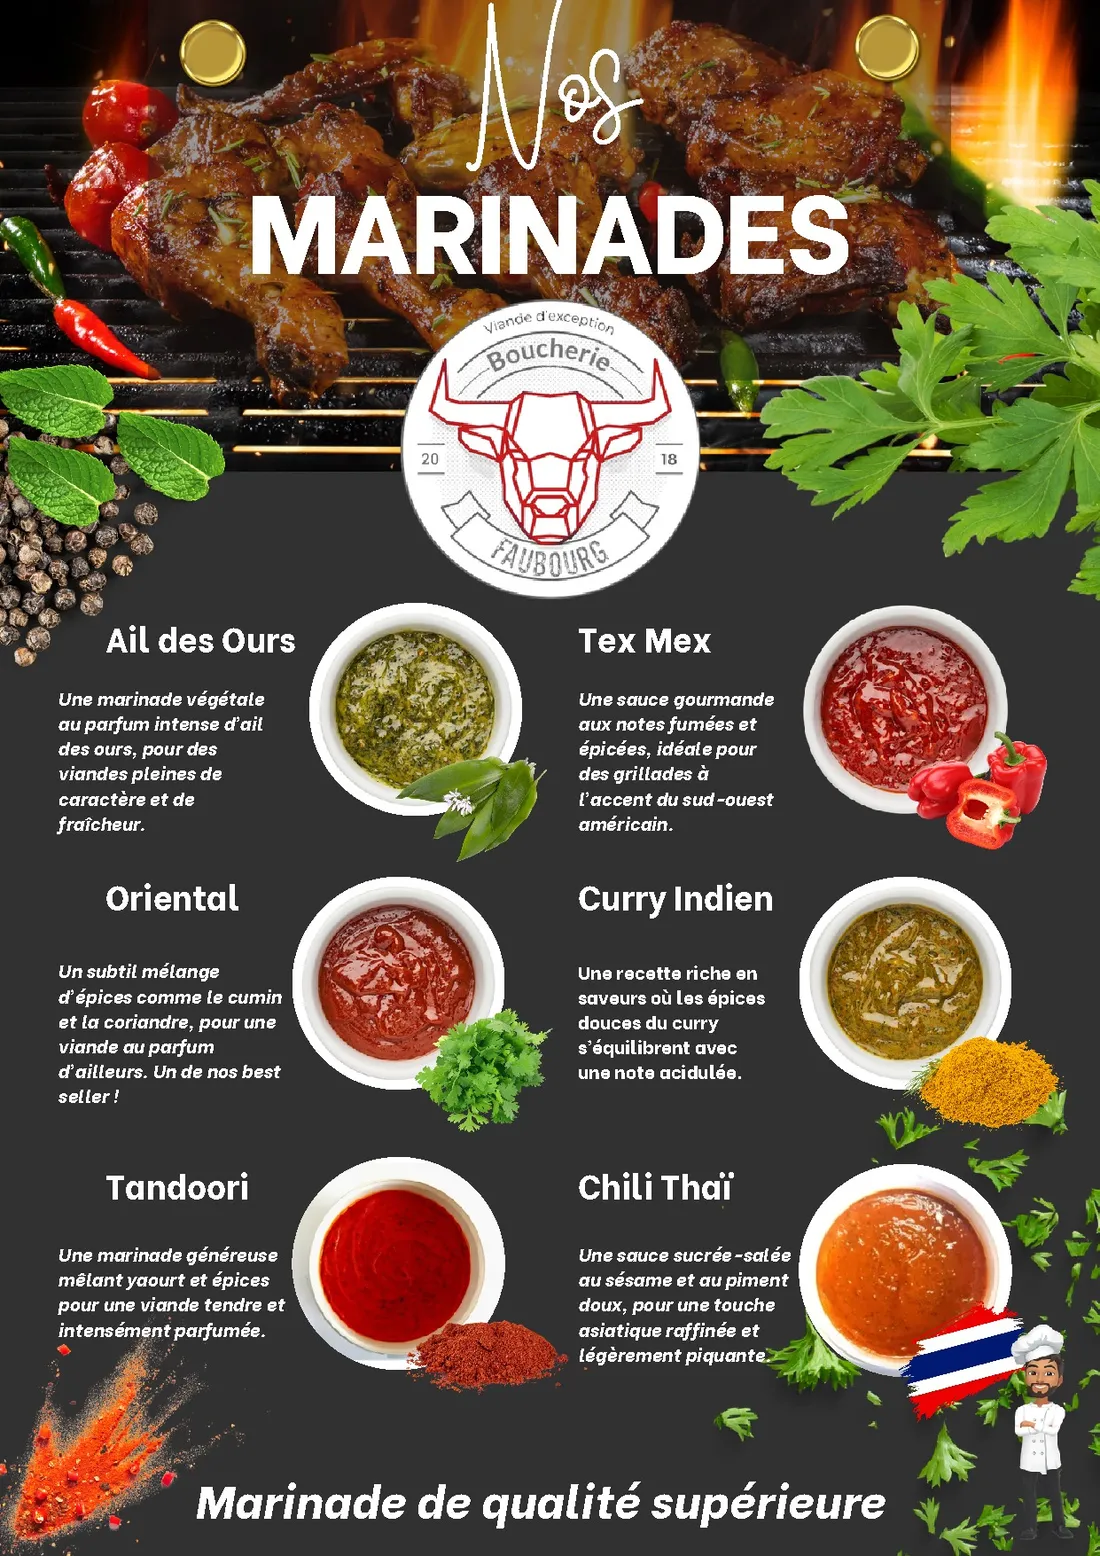 Nos
MARINADES
Viande d'exception
Boucherie
20
18
FAUBOURG
Ail des Ours
Une marinade végétale
au parfum intense d'ail
des ours, pour des
viandes pleines de
caractère et de
fraîcheur.
Tex Mex
Une sauce gourmande
aux notes fumées et
épicées, idéale pour
des grillades à
l'accent du sud-ouest
américain.
Oriental
Un subtil mélange
d'épices comme le cumin
et la coriandre, pour une
viande au parfum
d'ailleurs. Un de nos best
seller !
Curry Indien
Une recette riche en
saveurs où les épices
douces du curry
s'équilibrent avec
une note acidulée.
Tandoori
Une marinade généreuse
mêlant yaourt et épices
pour une viande tendre et
intensément parfumée.
Chili Thaï
Une sauce sucrée-salée
au sésame et au piment
doux, pour une touche
asiatique raffinée et
légèrement piquante.
Marinade de qualité supérieure